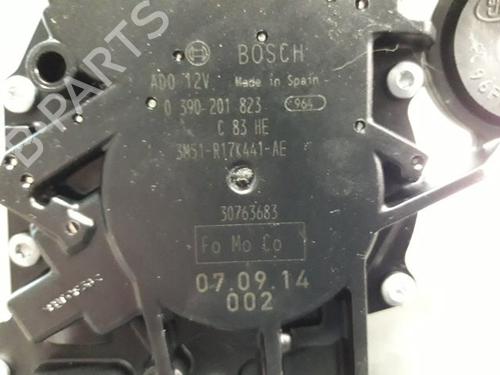 BOSCH
AD0 12V Made in Spain
0 390 201 823 C964
C 83 HE
3M51-R17K441-AE
30763683
Fo Mo Co
07.09.14
002
B-PARTS